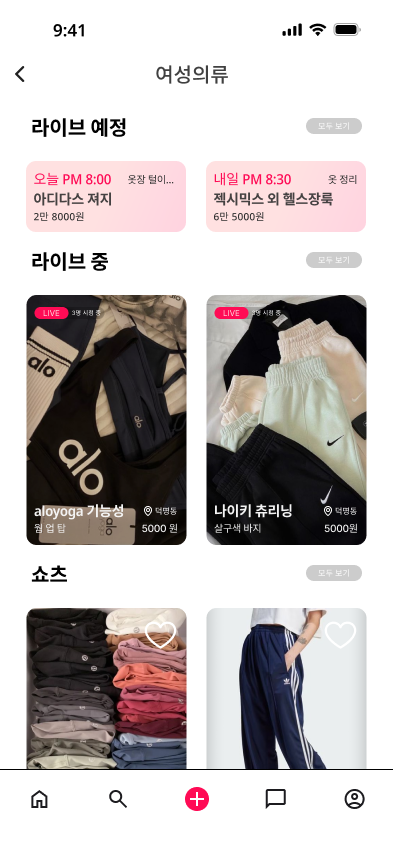 9:41
여성의류
라이브 예정
모두 보기
오늘 PM 8:00 옷장 털이...
아디다스 져지
2만 8000원
내일 PM 8:30 옷 정리
젝시믹스 외 헬스장룩
6만 5000원
라이브 중
모두 보기
LIVE 3명 시청 중
alo
alo
alo
aloyoga 기능성 덕명동
웜 업 탑 5000 원
LIVE 3명 시청 중
나이키 츄리닝 덕명동
살구색 바지 5000원
쇼츠
모두 보기